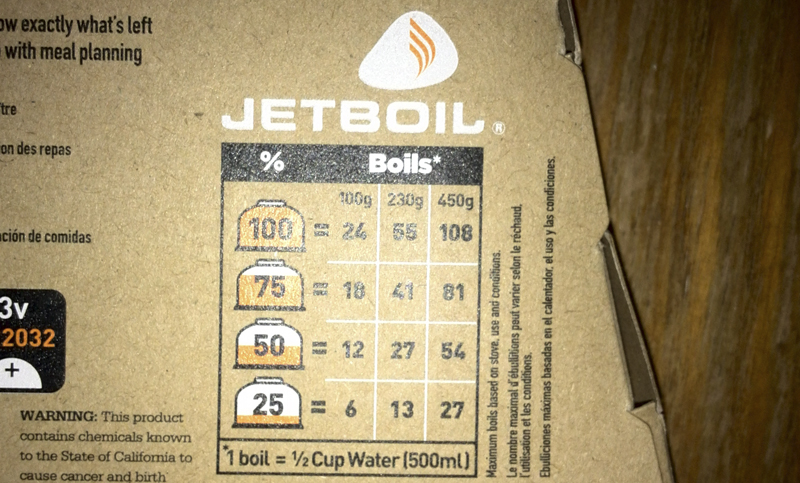 ow exactly what's left
with meal planning
tre
on des repas
ación de comidas
3v
2032
+
WARNING: This product
contains chemicals known
to the State of California to
cause cancer and birth
JETBOIL®
% Boils*
100g 230g 450g
100 = 24 55 108
75 = 18 41 81
50 = 12 27 54
25 = 6 13 27
*1 boil = ½ Cup Water (500ml)
Maximum boils based on stove, use and conditions.
Le nombre maximal d'ébullitions peut varier selon le réchaud,
l'utilisation et les conditions.
Ebulliciones máximas basadas en el calentador, el uso y las condiciones.